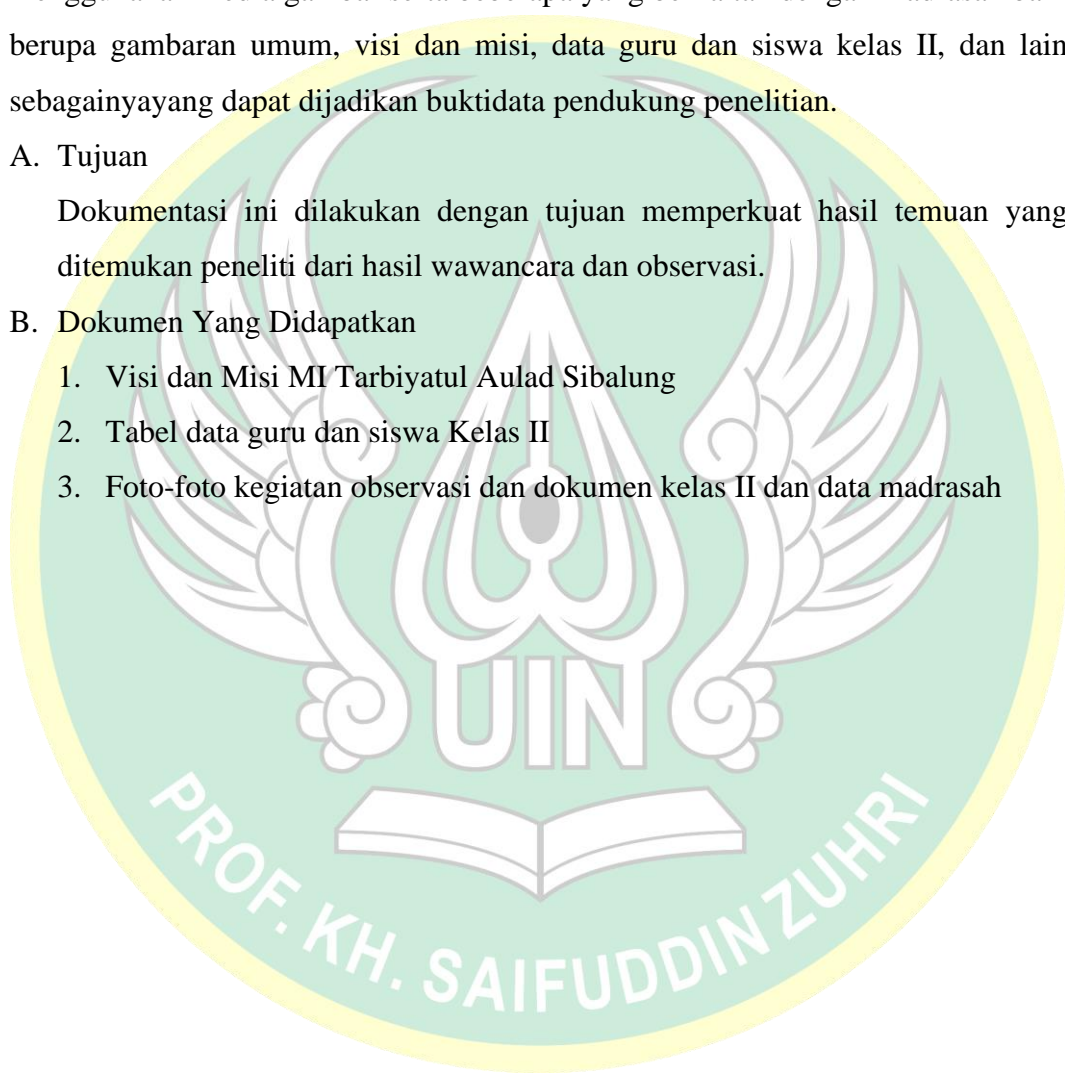 berupa gambaran umum, visi dan misi, data guru dan siswa kelas II, dan lain
sebagainyayang dapat dijadikan buktidata pendukung penelitian.
A. Tujuan
Dokumentasi ini dilakukan dengan tujuan memperkuat hasil temuan yang
ditemukan peneliti dari hasil wawancara dan observasi.
B. Dokumen Yang Didapatkan
1. Visi dan Misi MI Tarbiyatul Aulad Sibalung
2. Tabel data guru dan siswa Kelas II
3. Foto-foto kegiatan observasi dan dokumen kelas II dan data madrasah
UIN
PROF. KH. SAIFUDDIN ZUHRI